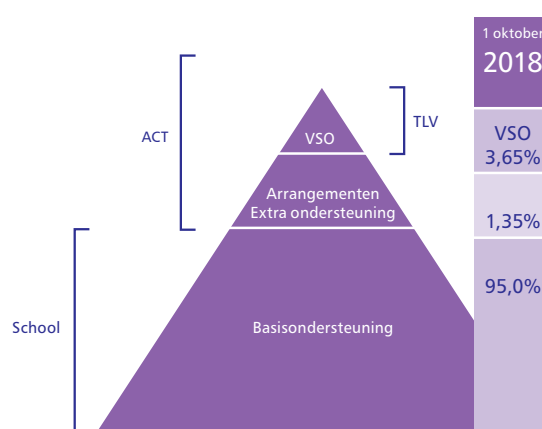 1 oktober
2018
ACT
TLV
VSO
VSO
3,65%
Arrangementen
Extra ondersteuning
1,35%
95,0%
School
Basisondersteuning